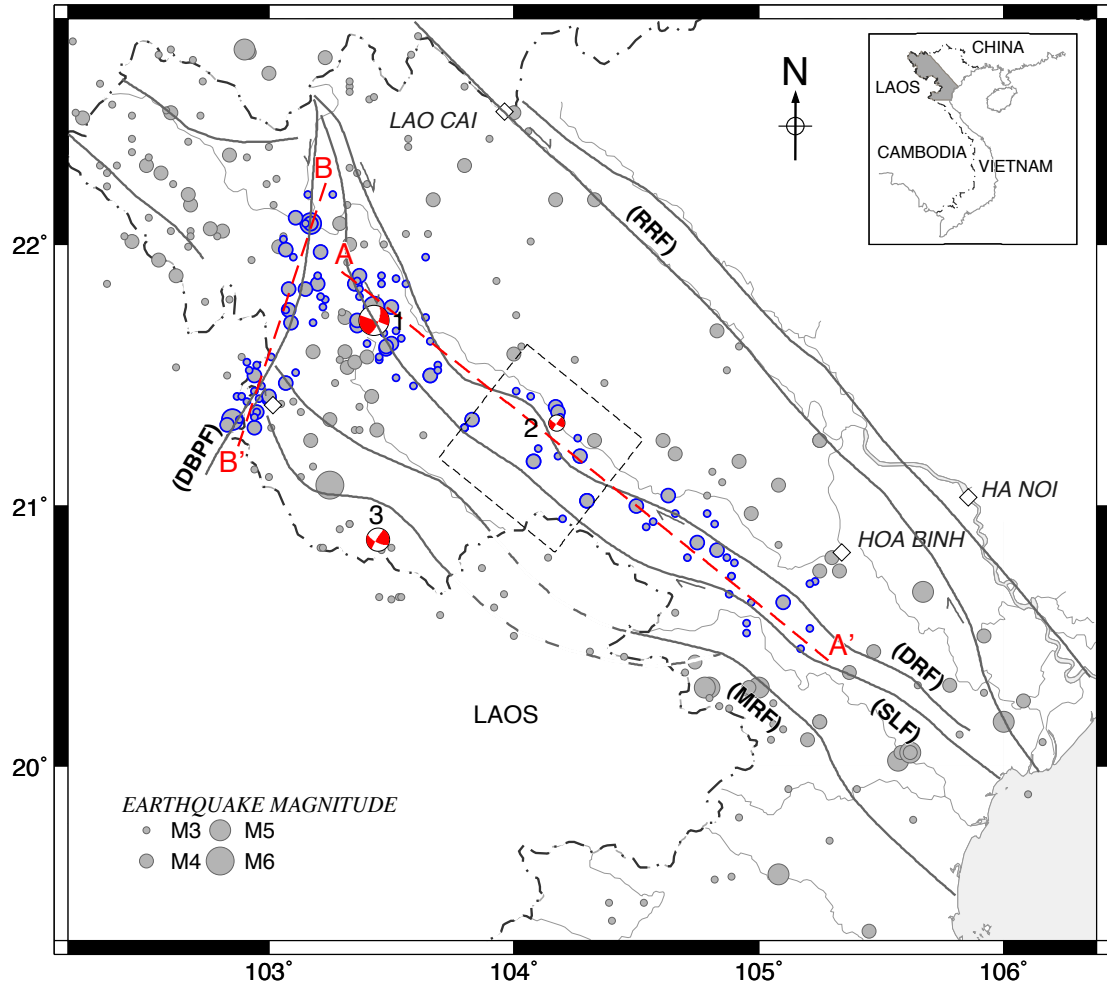 N
CHINA
LAOS
CAMBODIA
VIETNAM
LAO CAI
B
(RRF)
A
1
2
(DBPF)
B’
HA NOI
3
HOA BINH
A’
(DRF)
(MRF)
(SLF)
LAOS
EARTHQUAKE MAGNITUDE
M3 M5
M4 M6
22˚
21˚
20˚
103˚ 104˚ 105˚ 106˚